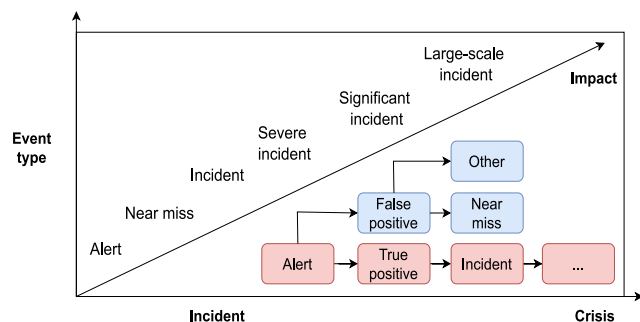 Large-scale
incident
Impact
Significant
incident
Event
type
Severe
incident
Other
Incident
False
positive
Near
miss
Near miss
Alert
Alert
True
positive
Incident
...
Incident
Crisis